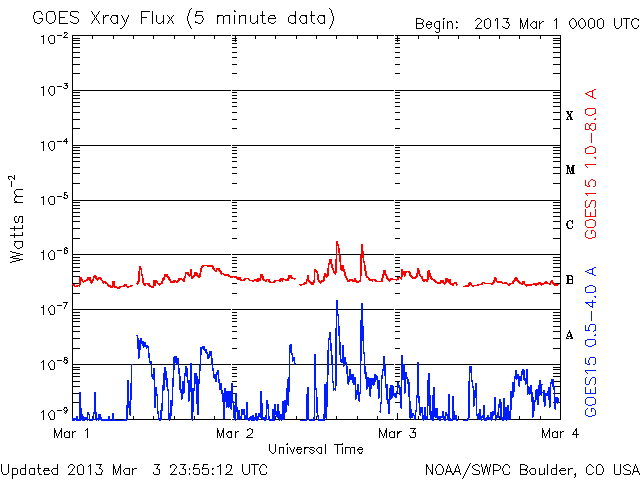 GOES Xray Flux (5 minute data)
Begin: 2013 Mar 1 0000 UTC
10-2
10-3
10-4
10-5
10-6
10-7
10-8
10-9
Watts m-2
X
M
C
B
A
GOES15 1.0-8.0 A
GOES15 0.5-4.0 A
Mar 1 Mar 2 Mar 3 Mar 4
Universal Time
Updated 2013 Mar 3 23:55:12 UTC
NOAA/SWPC Boulder, CO USA